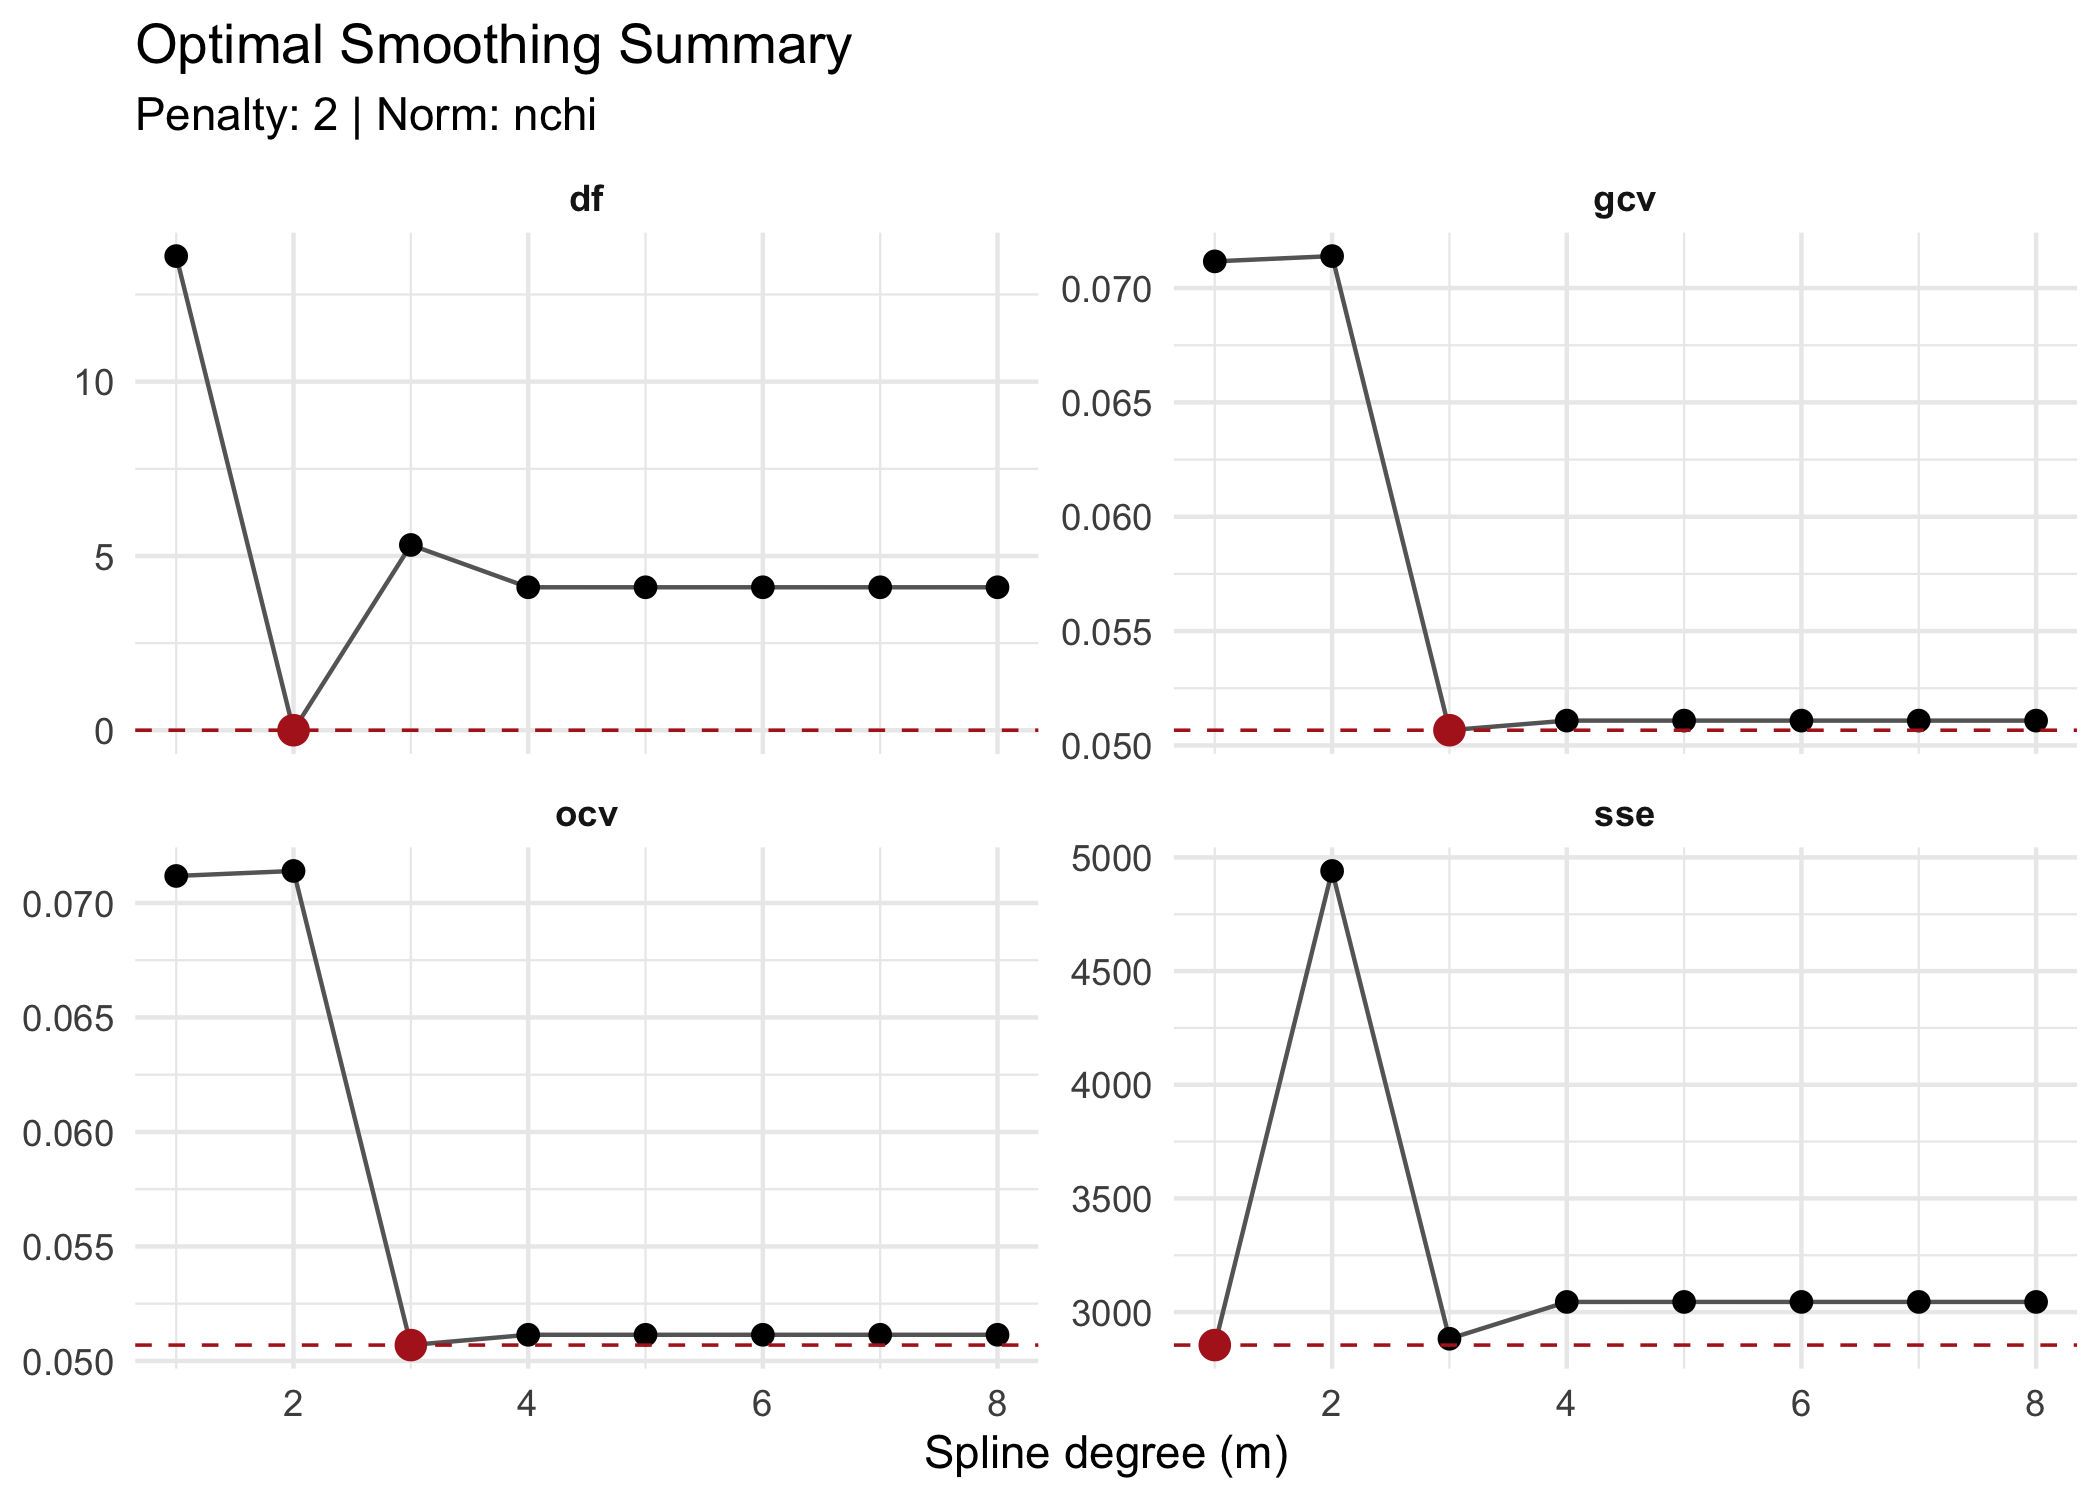 Optimal Smoothing Summary
Penalty: 2 | Norm: nchi
df
10
5
0
gcv
0.070
0.065
0.060
0.055
0.050
ocv
0.070
0.065
0.060
0.055
0.050
2 4 6 8
sse
5000
4500
4000
3500
3000
2 4 6 8
Spline degree (m)